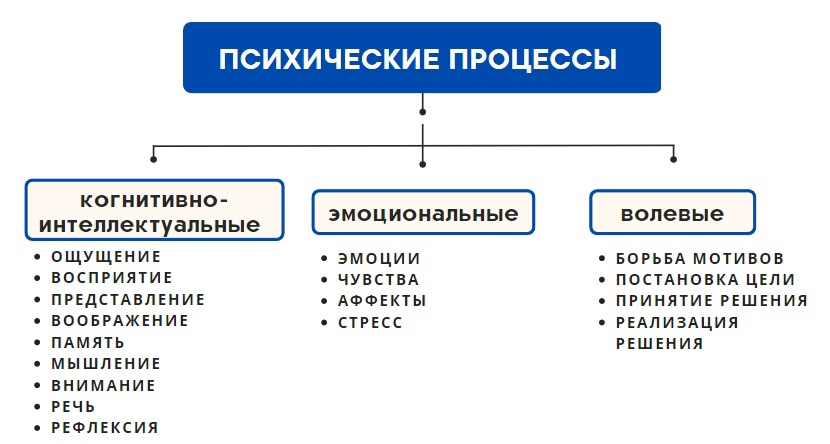 ПСИХИЧЕСКИЕ ПРОЦЕССЫ
когнитивно-
интеллектуальные
ОЩУЩЕНИЕ
ВОСПРИЯТИЕ
ПРЕДСТАВЛЕНИЕ
ВООБРАЖЕНИЕ
ПАМЯТЬ
МЫШЛЕНИЕ
ВНИМАНИЕ
РЕЧЬ
РЕФЛЕКСИЯ
эмоциональные
ЭМОЦИИ
ЧУВСТВА
АФФЕКТЫ
СТРЕСС
волевые
БОРЬБА МОТИВОВ
ПОСТАНОВКА ЦЕЛИ
ПРИНЯТИЕ РЕШЕНИЯ
РЕАЛИЗАЦИЯ
РЕШЕНИЯ